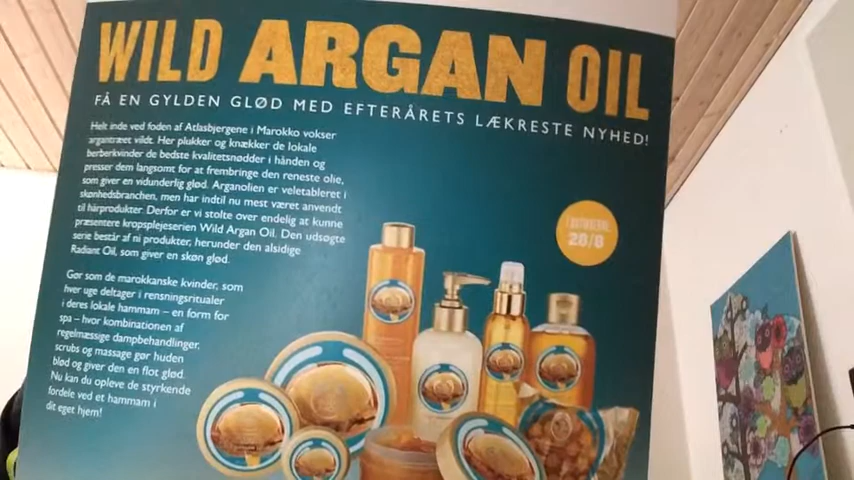 WILD ARGAN OIL
FÅ EN GYLDEN GLØD MED EFTERÅRETS LÆKRESTE NYHED!
Helt inde ved foden af Atlasbjergene i Marokko vokser
argantræet vildt. Her plukker og knækker de lokale
berberkvinder de bedste kvalitetsnødder i hånden og
presser dem langsomt for at frembringe den reneste olie,
som giver en vidunderlig glød. Arganolien er veletableret i
skønhedsbranchen, men har indtil nu mest været anvendt
til hårprodukter. Derfor er vi stolte over endelig at kunne
præsentere kropsplejeserien Wild Argan Oil. Den udsøgte
serie består af ni produkter, herunder den alsidige
Radiant Oil, som giver en skøn glød.
Gør som de marokkanske kvinder, som
hver uge deltager i rensningsritualer
i deres lokale hammam – en form for
spa – hvor kombinationen af
regelmæssige dampbehandlinger,
scrubs og massage gør huden
blød og giver den en flot glød.
Nu kan du opleve de styrkende
fordele ved et hammam i
dit eget hjem!
28/8